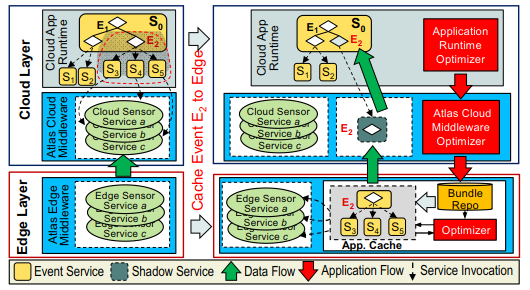 Cloud Layer
Cloud App
Runtime
E1
S0
E2
S1
S2
S3
S4
S5
Atlas Cloud
Middleware
Cloud Sensor
Service a
Service b
Service c
Edge Layer
Atlas Edge
Middleware
Edge Sensor
Service a
Service b
Service c
Cache Event E2 to Edge
Cloud App
Runtime
E1
S0
E2
S1
S2
Application
Runtime
Optimizer
Cloud Sensor
Service a
Service b
Service c
E2
Atlas Cloud
Middleware
Optimizer
Edge Sensor
Service a
Service b
Service c
E2
S3
S4
S5
App. Cache
Bundle
Repo
Optimizer
Event Service
Shadow Service
Data Flow
Application Flow
Service Invocation